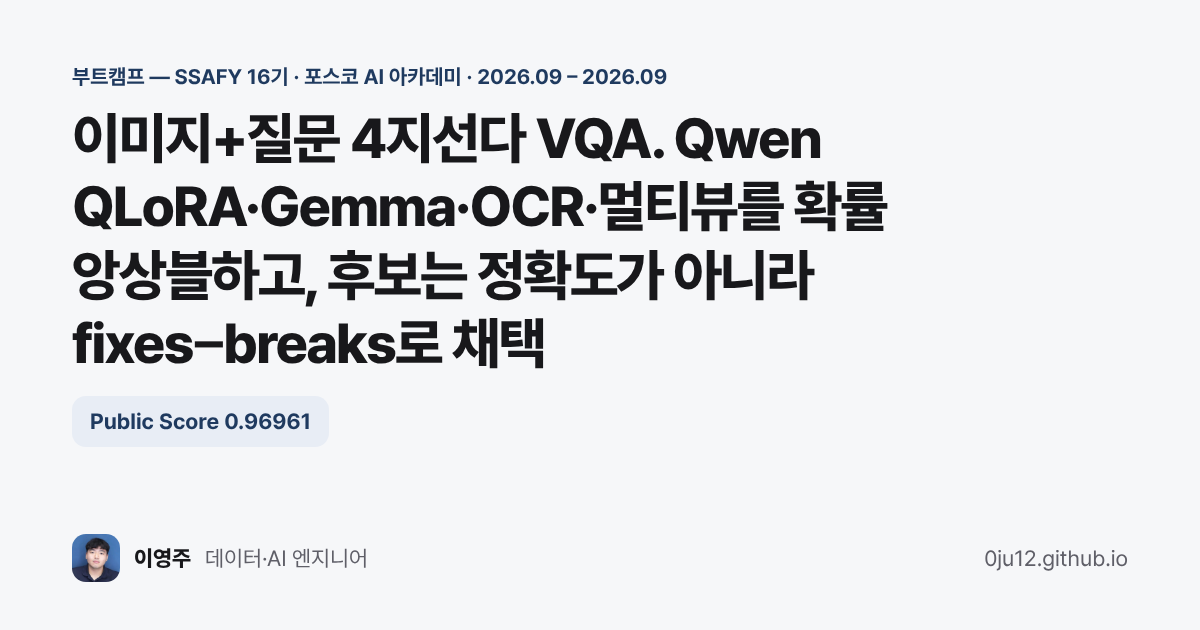 부트캠프 — SSAFY 16기 · 포스코 AI 아카데미 · 2026.09 – 2026.09
이미지+질문 4지선다 VQA. Qwen
QLoRA·Gemma·OCR·멀티뷰를 확률
앙상블하고, 후보는 정확도가 아니라
fixes−breaks로 채택
Public Score 0.96961
이영주 데이터·AI 엔지니어
0ju12.github.io